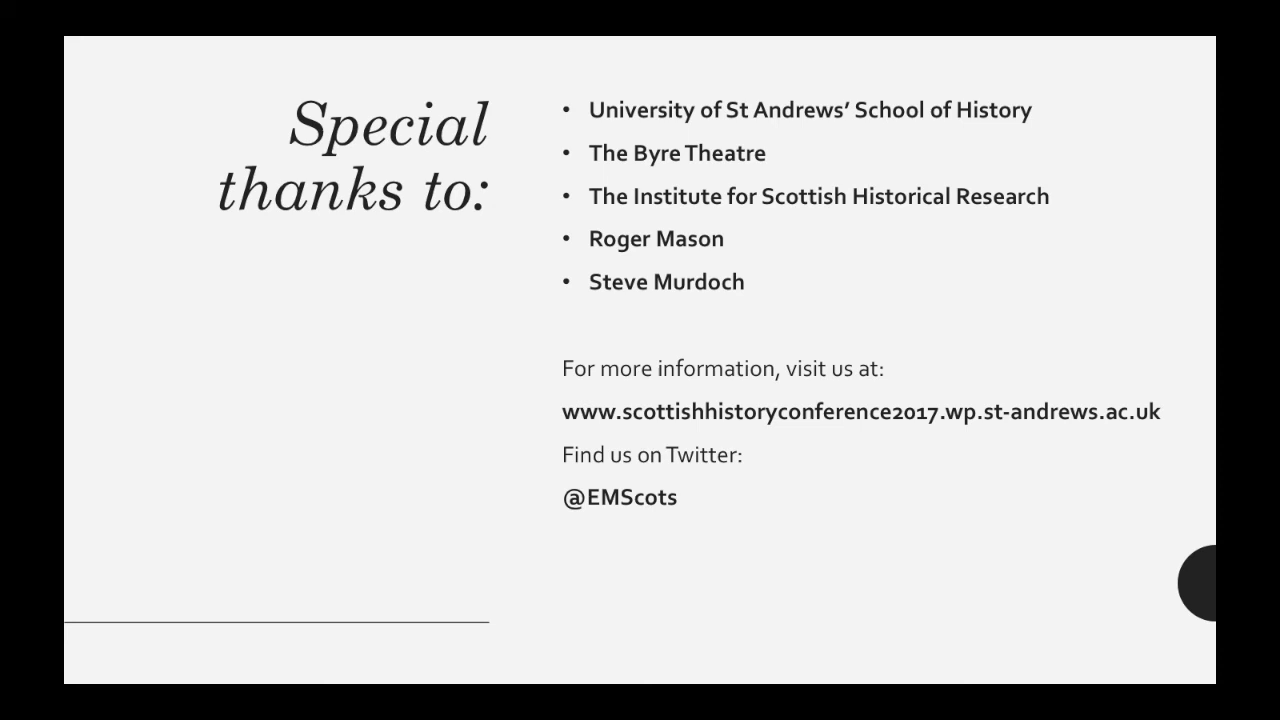 Special
thanks to:
• University of St Andrews’ School of History
• The Byre Theatre
• The Institute for Scottish Historical Research
• Roger Mason
• Steve Murdoch
For more information, visit us at:
www.scottishhistoryconference2017.wp.st-andrews.ac.uk
Find us on Twitter:
@EMScots